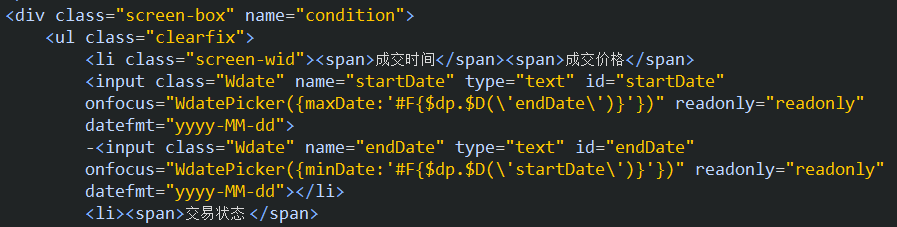 <div class="screen-box" name="condition">
<ul class="clearfix">
<li class="screen-wid"><span>成交时间</span><span>成交价格</span>
<input class="Wdate" name="startDate" type="text" id="startDate"
onfocus="WdatePicker({maxDate:'#F{$dp.$D(\'endDate\')}'})" readonly="readonly"
datefmt="yyyy-MM-dd">
-<input class="Wdate" name="endDate" type="text" id="endDate"
onfocus="WdatePicker({minDate:'#F{$dp.$D(\'startDate\')}'})" readonly="readonly"
datefmt="yyyy-MM-dd"></li>
<li><span>交易状态</span>